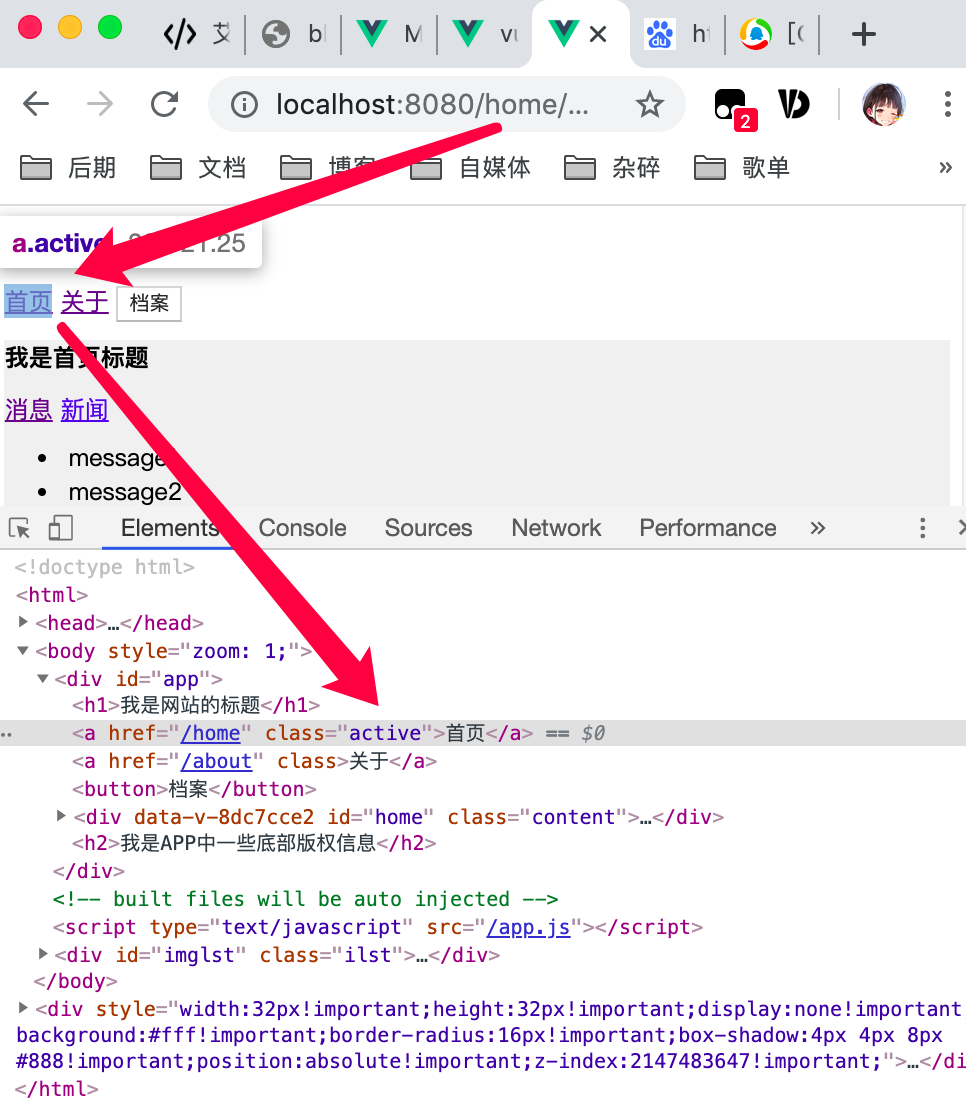 localhost:8080/home/...
2
后期 文档 博客 自媒体 杂碎 歌单 »
a.active 21.25
首页 关于 档案
我是首页标题
消息 新闻
• message
• message2
Elements Console Sources Network Performance »
<!doctype html>
<html>
<head>…</head>
<body style="zoom: 1;">
<div id="app">
<h1>我是网站的标题</h1>
<a href="/home" class="active">首页</a> == $0
<a href="/about" class>关于</a>
<button>档案</button>
<div data-v-8dc7cce2 id="home" class="content">…</div>
<h2>我是APP中一些底部版权信息</h2>
</div>
<!-- built files will be auto injected -->
<script type="text/javascript" src="/app.js"></script>
<div id="imglst" class="ilst">…</div>
</body>
<div style="width:32px!important;height:32px!important;display:none!important
background:#fff!important;border-radius:16px!important;box-shadow:4px 4px 8px
#888!important;position:absolute!important;z-index:2147483647!important;">…</di
</html>